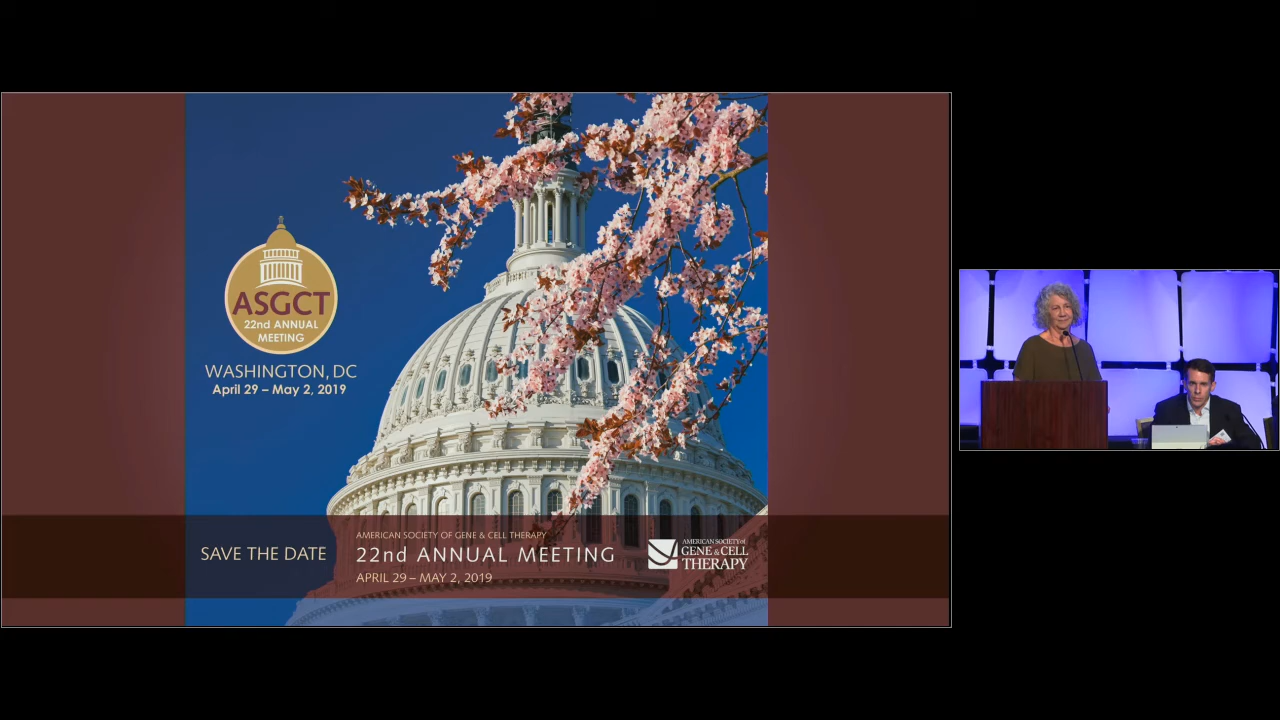 ASGCT
22nd ANNUAL
MEETING
WASHINGTON, DC
April 29 – May 2, 2019
SAVE THE DATE
AMERICAN SOCIETY OF GENE & CELL THERAPY
22nd ANNUAL MEETING
APRIL 29 – MAY 2, 2019
AMERICAN SOCIETY of
GENE & CELL
THERAPY